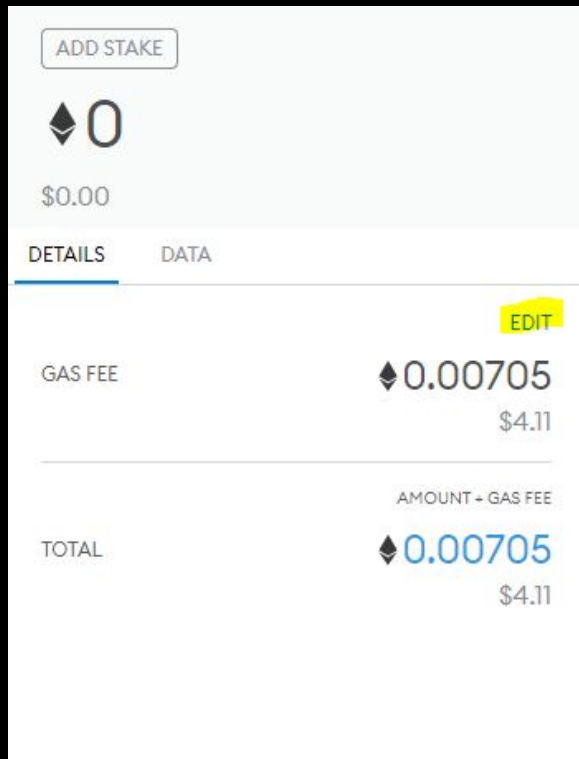 ADD STAKE
0
$0.00
DETAILS DATA
EDIT
GAS FEE 0.00705
$4.11
AMOUNT + GAS FEE
TOTAL 0.00705
$4.11